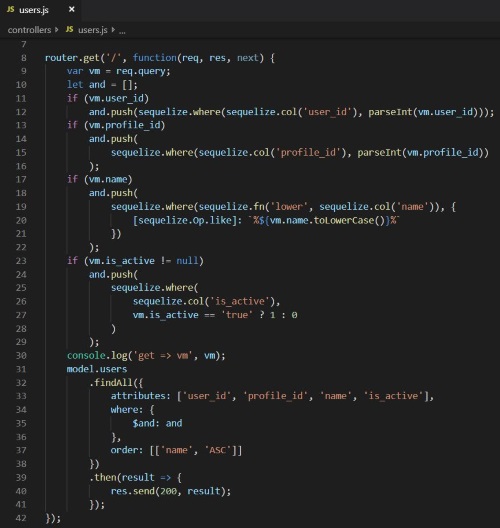 JS users.js ×
controllers ▸ JS users.js ▸ ...
7
8 router.get('/', function(req, res, next) {
9     var vm = req.query;
10     let and = [];
11     if (vm.user_id)
12         and.push(sequelize.where(sequelize.col('user_id'), parseInt(vm.user_id)));
13     if (vm.profile_id)
14         and.push(
15             sequelize.where(sequelize.col('profile_id'), parseInt(vm.profile_id))
16         );
17     if (vm.name)
18         and.push(
19             sequelize.where(sequelize.fn('lower', sequelize.col('name')), {
20                 [sequelize.Op.like]: `%${vm.name.toLowerCase()}%`
21             })
22         );
23     if (vm.is_active != null)
24         and.push(
25             sequelize.where(
26                 sequelize.col('is_active'),
27                 vm.is_active == 'true' ? 1 : 0
28             )
29         );
30     console.log('get => vm', vm);
31     model.users
32         .findAll({
33             attributes: ['user_id', 'profile_id', 'name', 'is_active'],
34             where: {
35                 $and: and
36             },
37             order: [['name', 'ASC']]
38         })
39         .then(result => {
40             res.send(200, result);
41         });
42 });